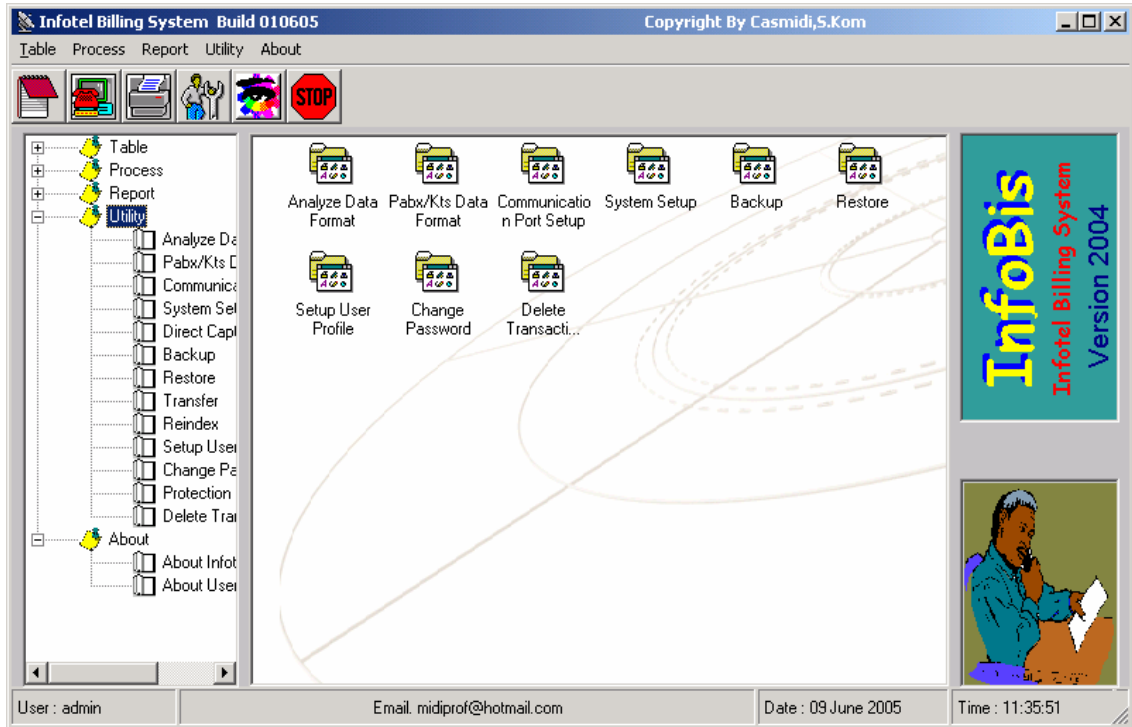 Infotel Billing System Build 010605 Copyright By Casmidi,S.Kom
Table Process Report Utility About
STOP
Table
Process
Report
Utility
Analyze Da
Pabx/Kts D
Communica
System Set
Direct Capt
Backup
Restore
Transfer
Reindex
Setup User
Change Pa
Protection
Delete Tran
About
About Infot
About User
Analyze Data
Format
Pabx/Kts Data
Format
Communicatio
n Port Setup
System Setup
Backup
Restore
Setup User
Profile
Change
Password
Delete
Transacti...
InfoBis
Infotel Billing System
Version 2004
User : admin
Email. midiprof@hotmail.com
Date : 09 June 2005
Time : 11:35:51